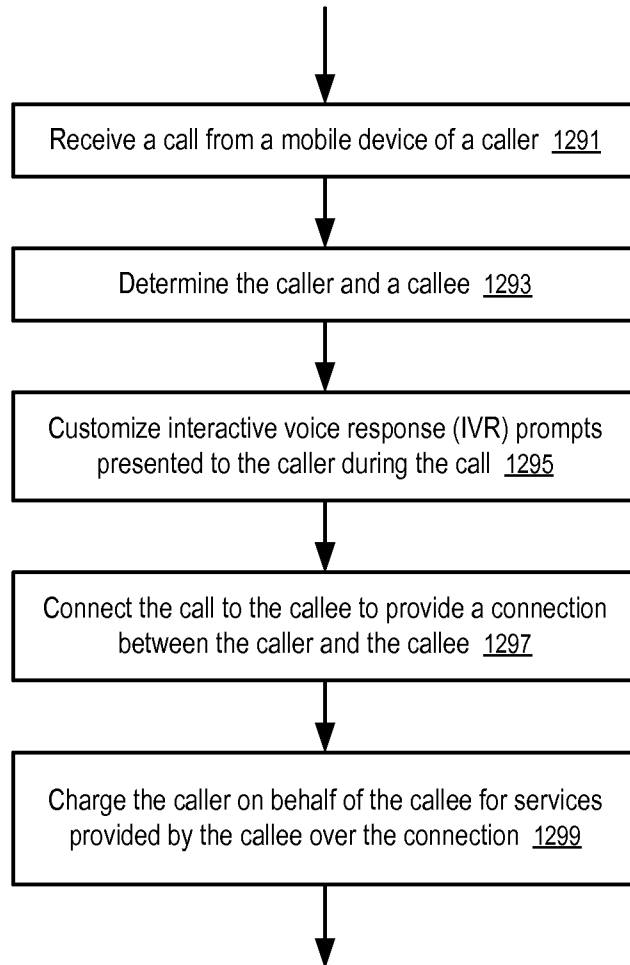 Receive a call from a mobile device of a caller 1291
Determine the caller and a callee 1293
Customize interactive voice response (IVR) prompts
presented to the caller during the call 1295
Connect the call to the callee to provide a connection
between the caller and the callee 1297
Charge the caller on behalf of the callee for services
provided by the callee over the connection 1299